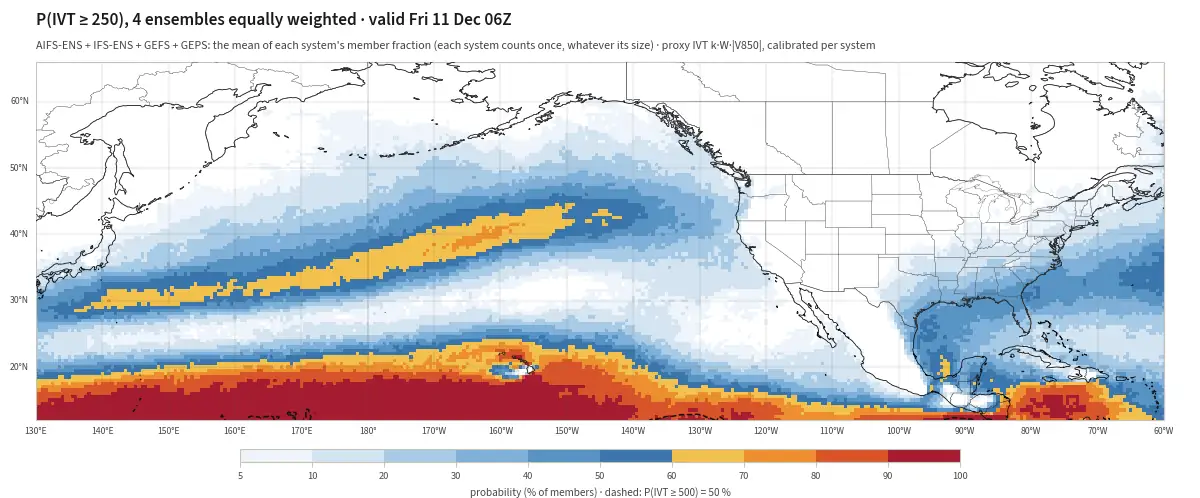 P(IVT ≥ 250), 4 ensembles equally weighted · valid Fri 11 Dec 06Z
AIFS-ENS + IFS-ENS + GEFS + GEPS: the mean of each system's member fraction (each system counts once, whatever its size) · proxy IVT k·W·|V850|, calibrated per system
60°N
50°N
40°N
30°N
20°N
130°E 140°E 150°E 160°E 170°E 180° 170°W 160°W 150°W 140°W 130°W 120°W 110°W 100°W 90°W 80°W 70°W 60°W
5 10 20 30 40 50 60 70 80 90 100
probability (% of members) · dashed: P(IVT ≥ 500) = 50 %